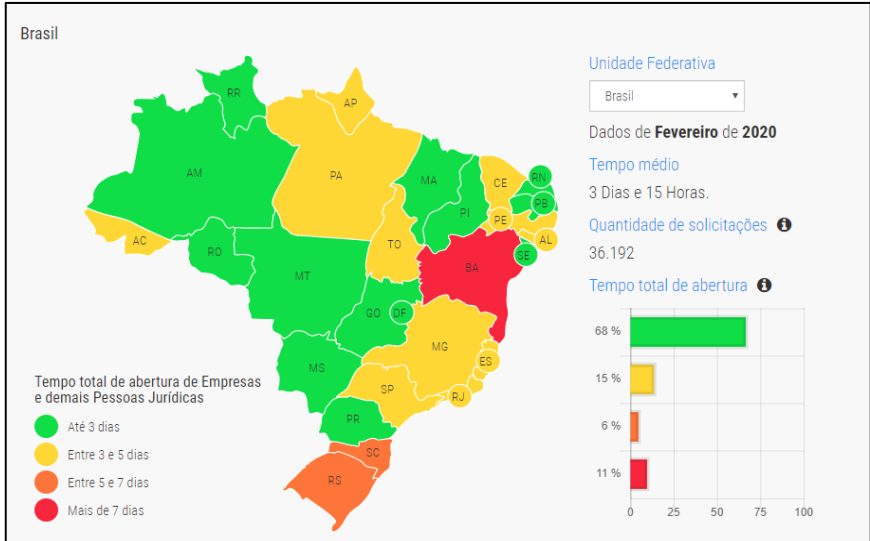 Brasil
RR
AP
AM
PA
MA
CE
RN
PI
PB
PE
AC
TO
AL
RO
SE
BA
MT
GO
DF
MG
ES
MS
SP
RJ
PR
SC
RS
Tempo total de abertura de Empresas
e demais Pessoas Jurídicas
Até 3 dias
Entre 3 e 5 dias
Entre 5 e 7 dias
Mais de 7 dias
Unidade Federativa
Brasil
Dados de Fevereiro de 2020
Tempo médio
3 Dias e 15 Horas.
Quantidade de solicitações
36.192
Tempo total de abertura
68 %
15 %
6 %
11 %
0 25 50 75 100